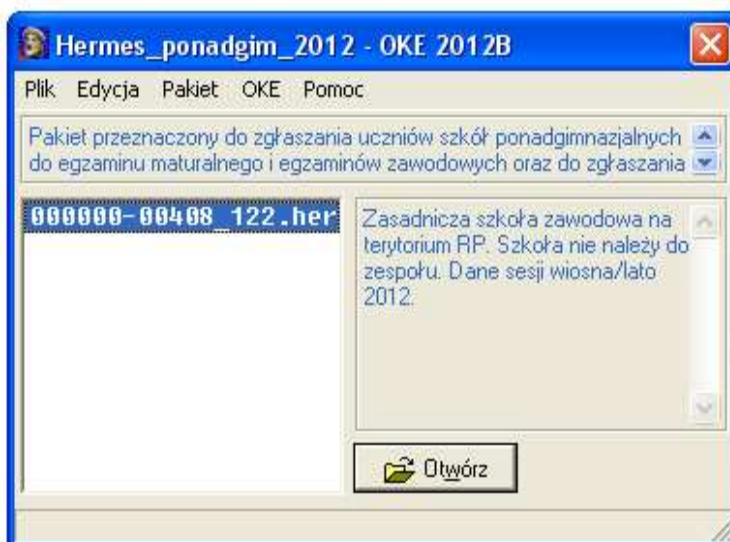 Hermes_ponadgim_2012 - OKE 2012B
Plik Edycja Pakiet OKE Pomoc
Pakiet przeznaczony do zgłaszania uczniów szkół ponadgimnazjalnych
do egzaminu maturalnego i egzaminów zawodowych oraz do zgłaszania
000000-00408_122.her
Zasadnicza szkoła zawodowa na
terytorium RP. Szkoła nie należy do
zespołu. Dane sesji wiosna/lato
2012.
Otwórz